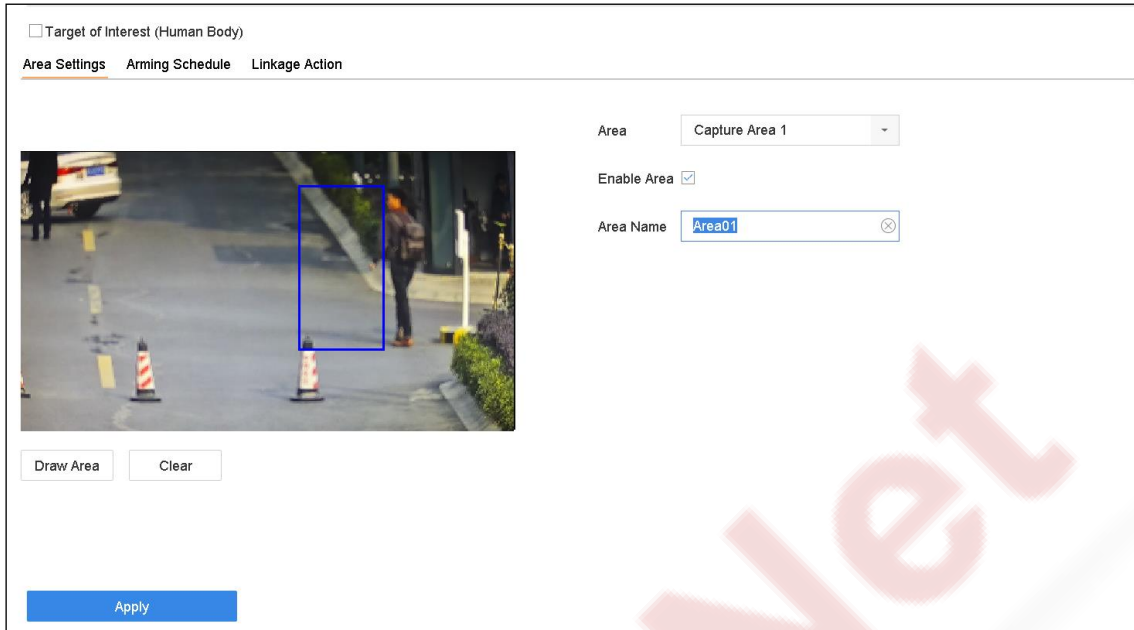 Target of Interest (Human Body)
Area Settings Arming Schedule Linkage Action
Area Capture Area 1
Enable Area
Area Name Area01
Draw Area Clear
Apply
Net